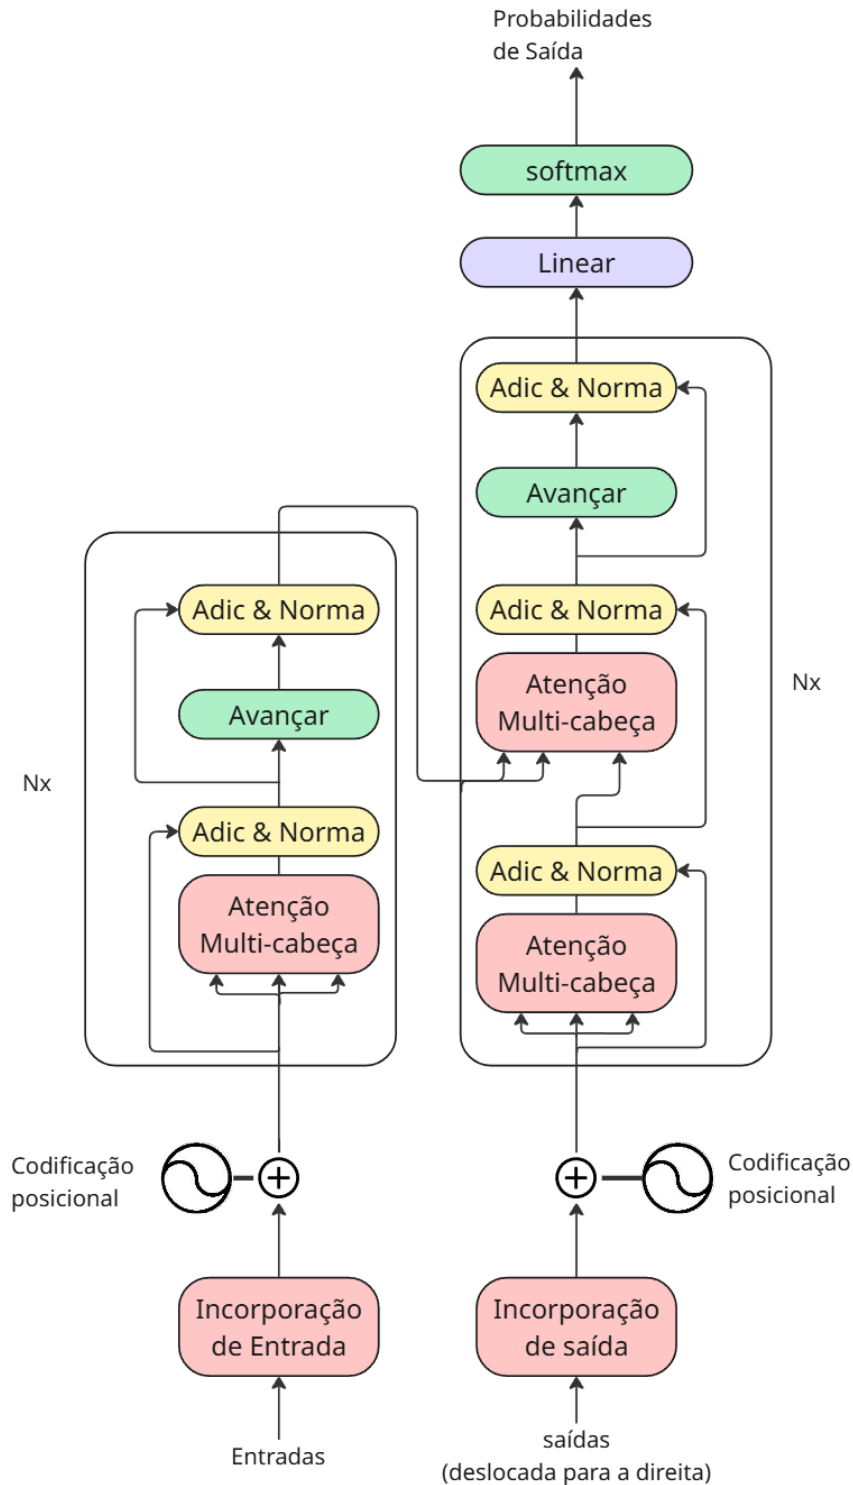 Probabilidades
de Saída
softmax
Linear
Adic & Norma
Avançar
Adic & Norma
Atenção
Multi-cabeça
Nx
Adic & Norma
Atenção
Multi-cabeça
Adic & Norma
Avançar
Nx
Adic & Norma
Atenção
Multi-cabeça
Codificação
posicional
Codificação
posicional
Incorporação
de Entrada
Incorporação
de saída
Entradas
saídas
(deslocada para a direita)